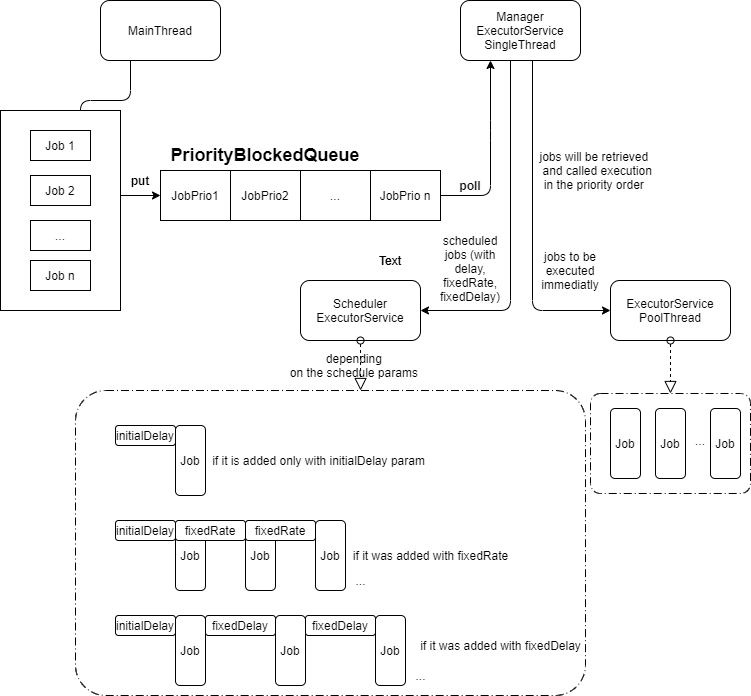 MainThread
Manager
ExecutorService
SingleThread
Job 1
Job 2
...
Job n
put
PriorityBlockedQueue
JobPrio1
JobPrio2
...
JobPrio n
poll
jobs will be retrieved
and called execution
in the priority order
Text
scheduled
jobs (with
delay,
fixedRate,
fixedDelay)
jobs to be
executed
immediatly
Scheduler
ExecutorService
ExecutorService
PoolThread
depending
on the schedule params
initialDelay
Job
if it is added only with initialDelay param
Job
Job
...
Job
initialDelay
fixedRate
fixedRate
Job
Job
Job
if it was added with fixedRate
...
initialDelay
fixedDelay
fixedDelay
Job
Job
Job
if it was added with fixedDelay
...